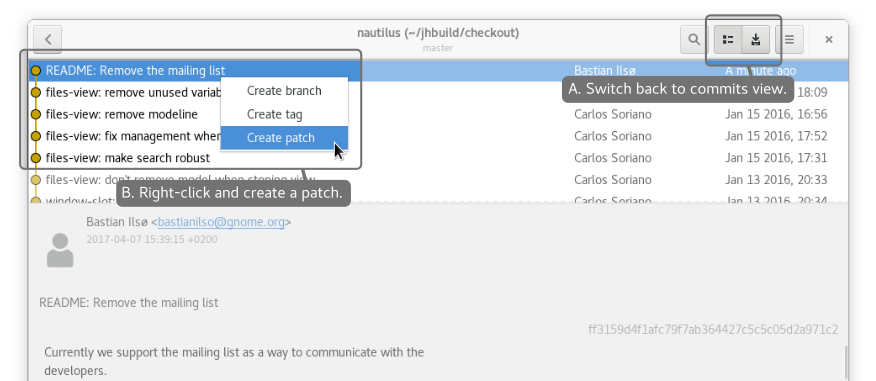 nautilus (~/jhbuild/checkout)
master
README: Remove the mailing list Bastian Ilsø A minute ago
A. Switch back to commits view.
files-view: remove unused variab 18:09
Create branch
files-view: remove modeline Carlos Soriano Jan 15 2016, 16:56
Create tag
files-view: fix management when Carlos Soriano Jan 15 2016, 17:52
Create patch
files-view: make search robust Carlos Soriano Jan 15 2016, 17:31
files-view: don't remove model when stoping view Carlos Soriano Jan 13 2016, 20:33
B. Right-click and create a patch.
window-slot: Carlos Soriano Jan 13 2016, 20:34
Bastian Ilsø <bastianilso@gnome.org>
2017-04-07 15:39:15 +0200
README: Remove the mailing list
ff3159d4f1afc79f7ab364427c5c5c05d2a971c2
Currently we support the mailing list as a way to communicate with the
developers.